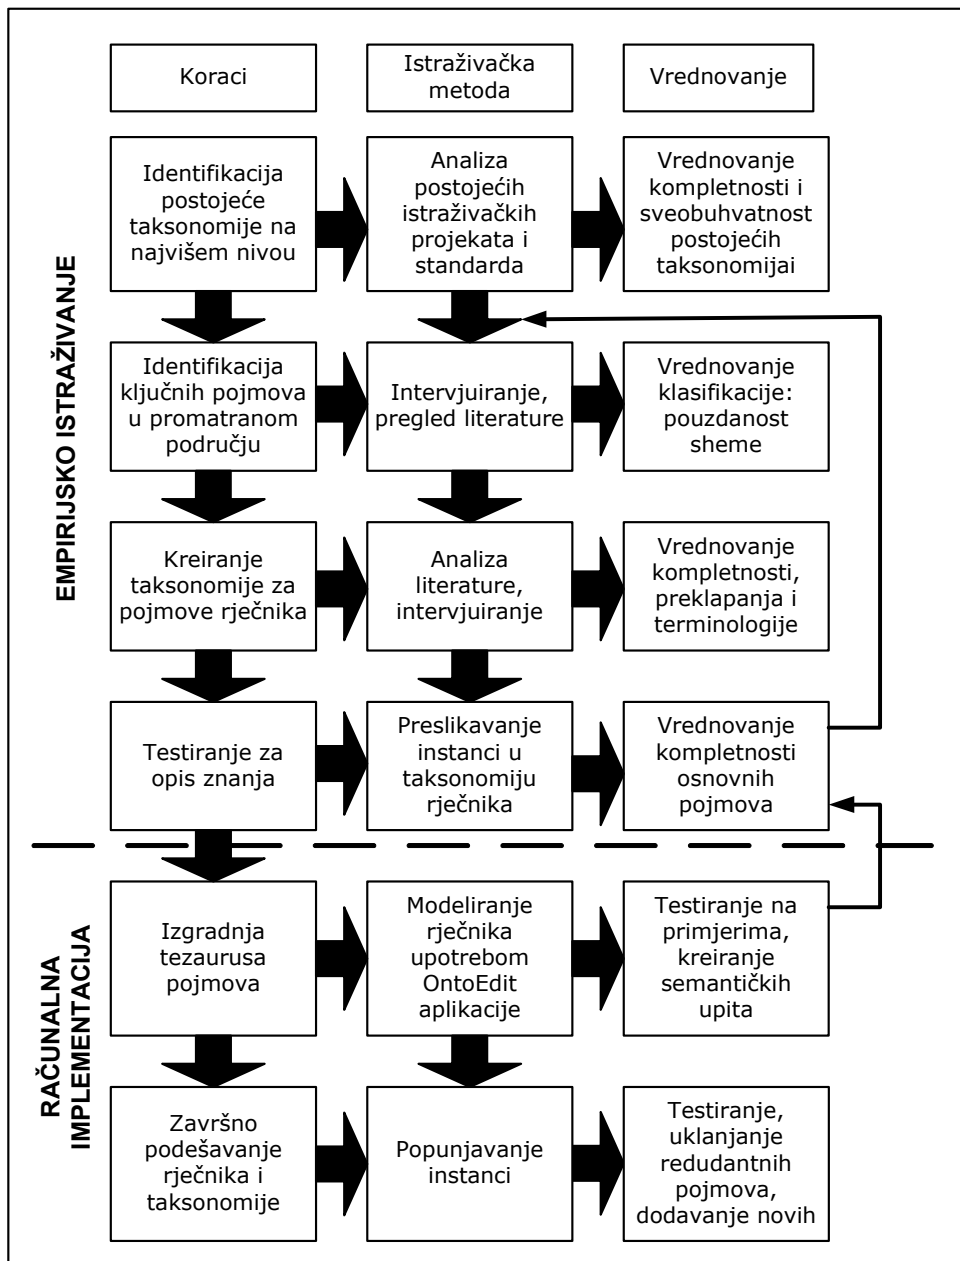 Koraci
Istraživačka
metoda
Vrednovanje
EMPIRIJSKO ISTRAŽIVANJE
Identifikacija
postojeće
taksonomije na
najvišem nivou
Analiza
postojećih
istraživačkih
projekata i
standarda
Vrednovanje
kompletnosti i
sveobuhvatnost
postojećih
taksonomijai
Identifikacija
ključnih pojmova
u promatranom
području
Intervjuiranje,
pregled literature
Vrednovanje
klasifikacije:
pouzdanost
sheme
Kreiranje
taksonomije za
pojmove rječnika
Analiza
literature,
intervjuiranje
Vrednovanje
kompletnosti,
preklapanja i
terminologije
Testiranje za
opis znanja
Preslikavanje
instanci u
taksonomiju
rječnika
Vrednovanje
kompletnosti
osnovnih
pojmova
RAČUNALNA
IMPLEMENTACIJA
Izgradnja
tezaurusa
pojmova
Modeliranje
rječnika
upotrebom
OntoEdit
aplikacije
Testiranje na
primjerima,
kreiranje
semantičkih
upita
Završno
podešavanje
rječnika i
taksonomije
Popunjavanje
instanci
Testiranje,
uklanjanje
redudantnih
pojmova,
dodavanje novih